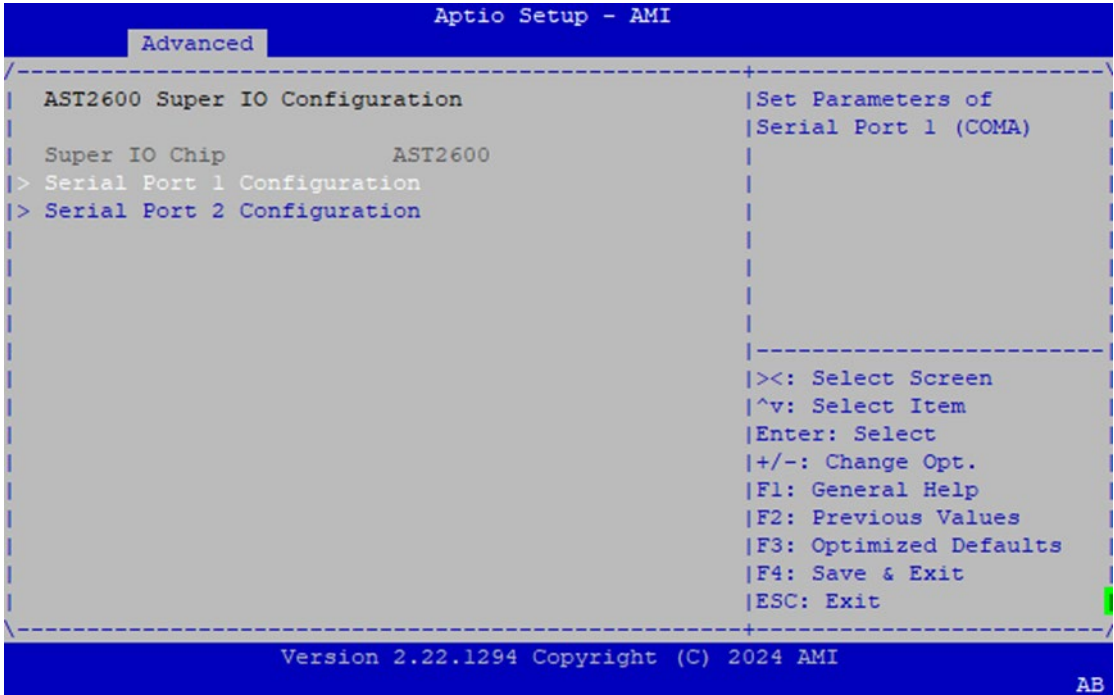 Aptio Setup - AMI
Advanced
/----------------------------------------------------+-------------------------\
| AST2600 Super IO Configuration |Set Parameters of |
| |Serial Port 1 (COMA) |
| Super IO Chip AST2600 | |
|> Serial Port 1 Configuration | |
|> Serial Port 2 Configuration | |
| | |
| | |
| | |
| | |
| |-------------------------|
| |><: Select Screen |
| |^v: Select Item |
| |Enter: Select |
| |+/-: Change Opt. |
| |F1: General Help |
| |F2: Previous Values |
| |F3: Optimized Defaults |
| |F4: Save & Exit |
| |ESC: Exit |
\----------------------------------------------------+-------------------------/
Version 2.22.1294 Copyright (C) 2024 AMI
AB